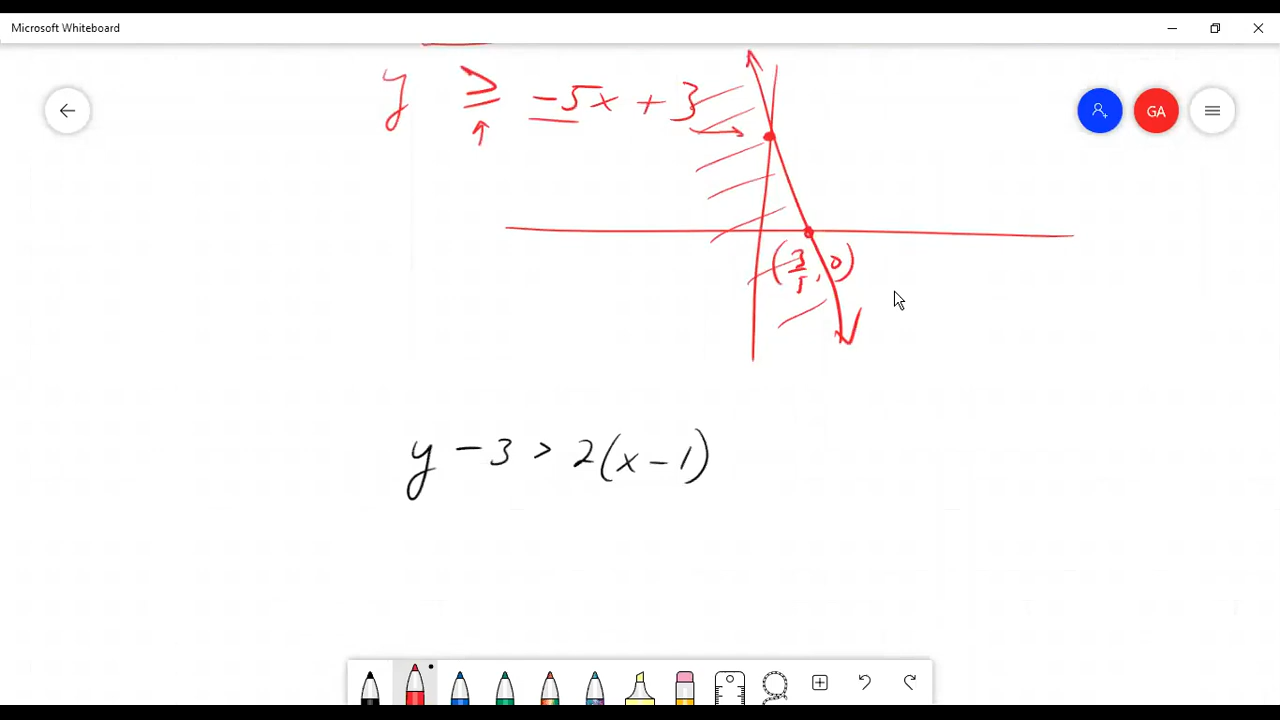 Microsoft Whiteboard
GA
y ≥ -5x + 3
(3/5, 0)
y - 3 > 2(x - 1)